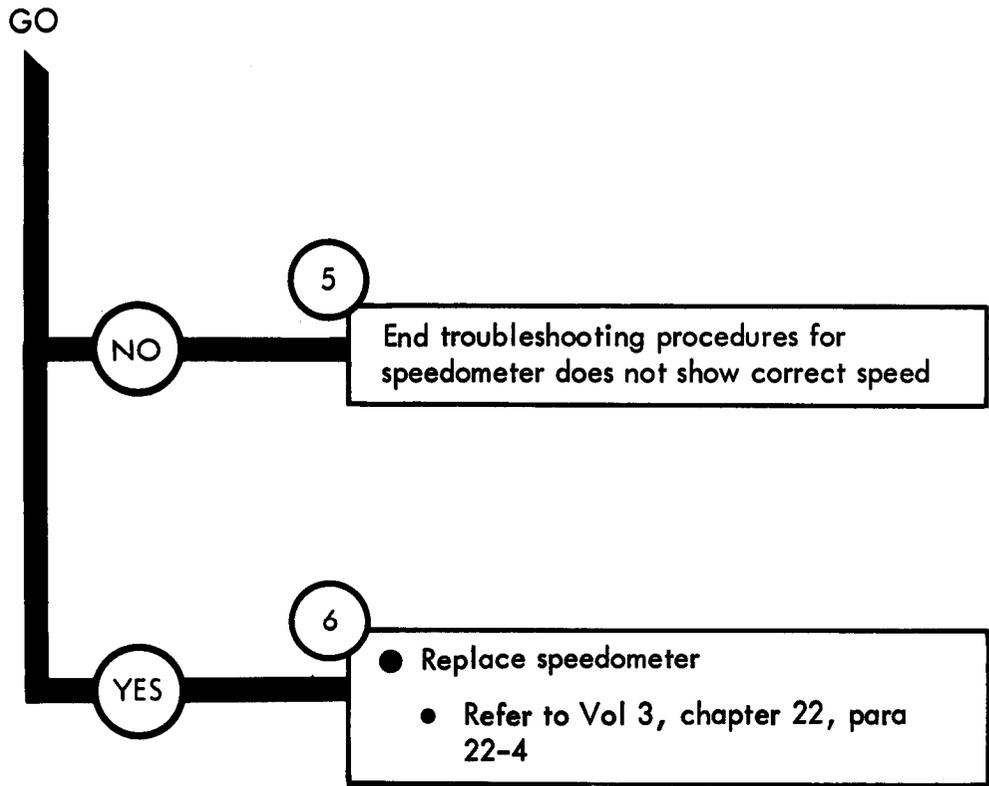 GO
5
NO
End troubleshooting procedures for
speedometer does not show correct speed
6
YES
● Replace speedometer
● Refer to Vol 3, chapter 22, para
22-4